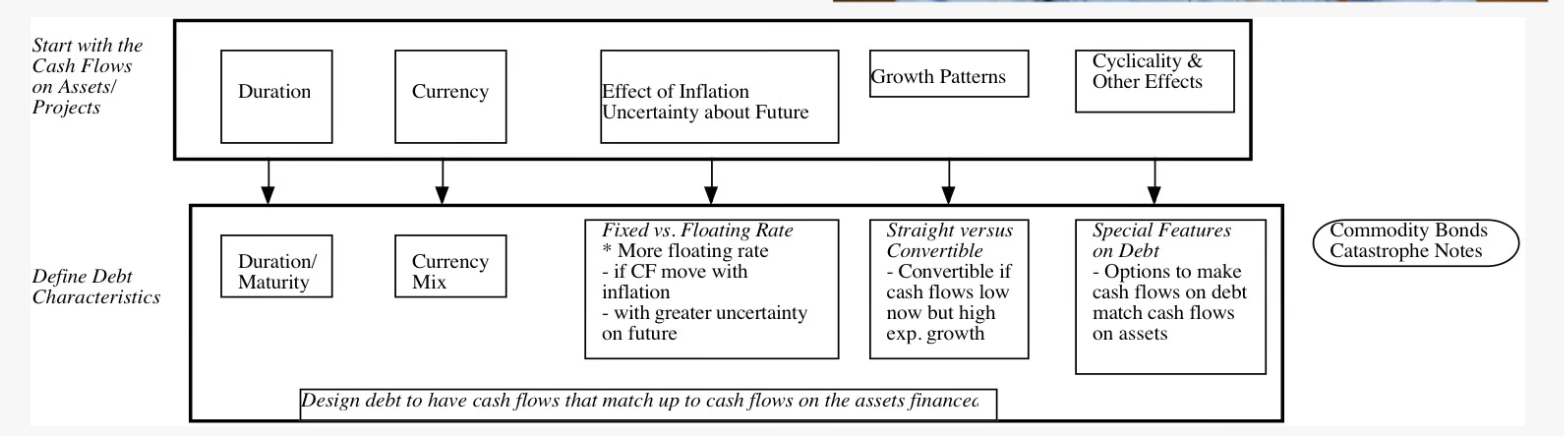 Start with the
Cash Flows
on Assets/
Projects
Duration
Currency
Effect of Inflation
Uncertainty about Future
Growth Patterns
Cyclicality &
Other Effects
Define Debt
Characteristics
Duration/
Maturity
Currency
Mix
Fixed vs. Floating Rate
* More floating rate
- if CF move with
inflation
- with greater uncertainty
on future
Straight versus
Convertible
- Convertible if
cash flows low
now but high
exp. growth
Special Features
on Debt
- Options to make
cash flows on debt
match cash flows
on assets
Commodity Bonds
Catastrophe Notes
Design debt to have cash flows that match up to cash flows on the assets financed